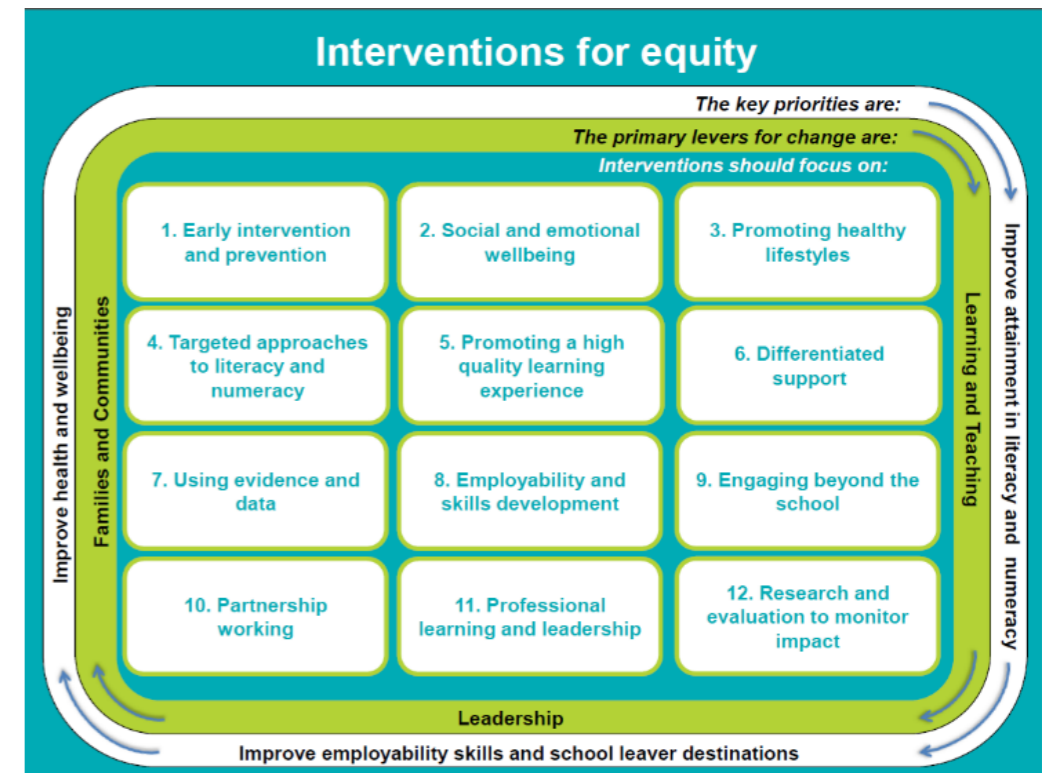 Interventions for equity
The key priorities are:
The primary levers for change are:
Interventions should focus on:
1. Early intervention
and prevention
2. Social and emotional
wellbeing
3. Promoting healthy
lifestyles
4. Targeted approaches
to literacy and
numeracy
5. Promoting a high
quality learning
experience
6. Differentiated
support
7. Using evidence and
data
8. Employability and
skills development
9. Engaging beyond the
school
10. Partnership
working
11. Professional
learning and leadership
12. Research and
evaluation to monitor
impact
Learning and Teaching
Improve attainment in literacy and numeracy
Leadership
Improve employability skills and school leaver destinations
Families and Communities
Improve health and wellbeing